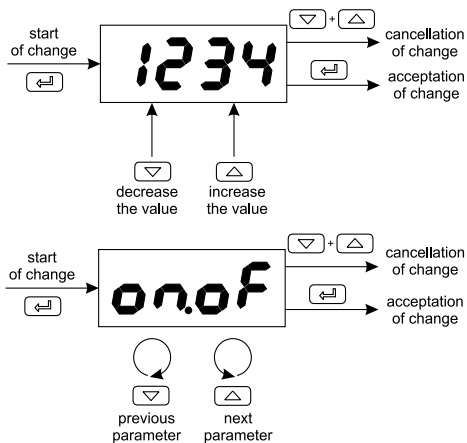 start
of change
1234
+
cancellation
of change
acceptation
of change
decrease
the value
increase
the value
start
of change
on.oF
+
cancellation
of change
acceptation
of change
previous
parameter
next
parameter